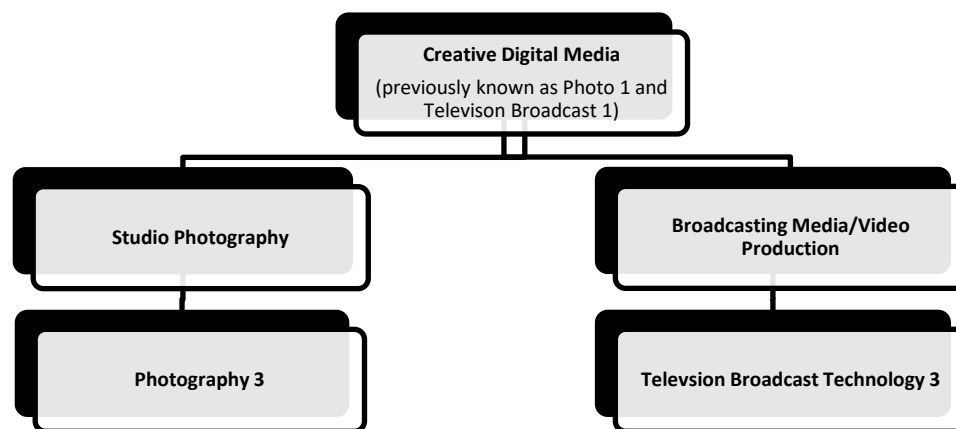 Creative Digital Media
(previously known as Photo 1 and
Televison Broadcast 1)
Studio Photography
Broadcasting Media/Video
Production
Photography 3
Televsion Broadcast Technology 3